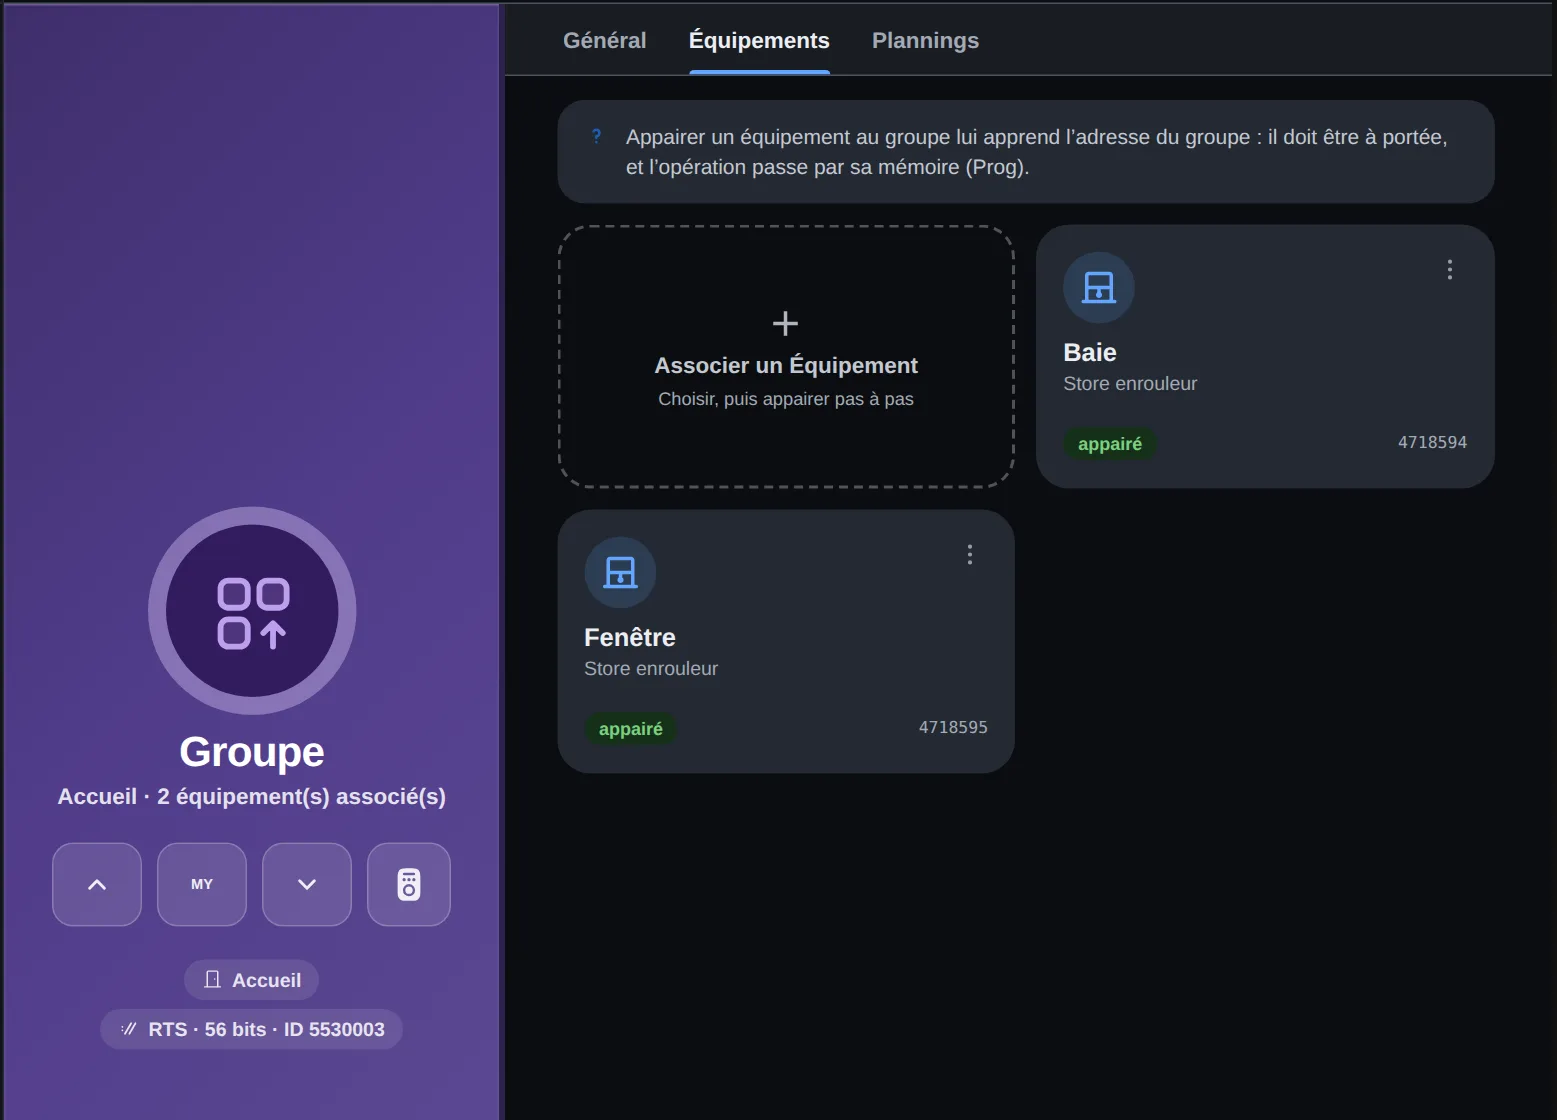 Général
Équipements
Plannings
?
Appairer un équipement au groupe lui apprend l’adresse du groupe : il doit être à portée,
et l’opération passe par sa mémoire (Prog).
Associer un Équipement
Choisir, puis appairer pas à pas
Baie
Store enrouleur
appairé
4718594
Fenêtre
Store enrouleur
appairé
4718595
Groupe
Accueil · 2 équipement(s) associé(s)
MY
Accueil
RTS · 56 bits · ID 5530003